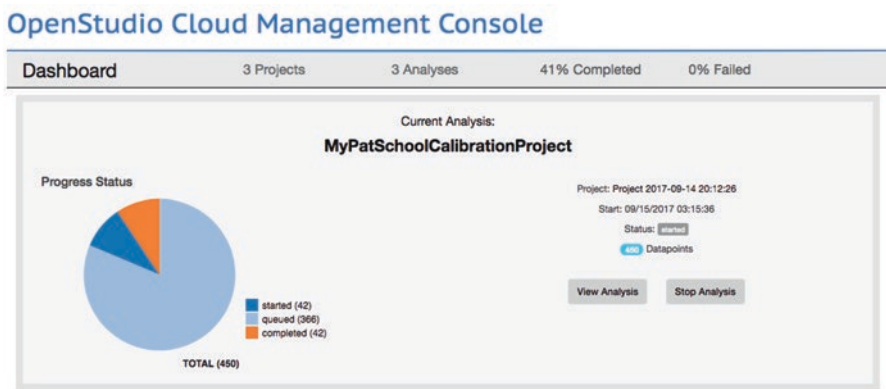 OpenStudio Cloud Management Console
Dashboard 3 Projects 3 Analyses 41% Completed 0% Failed
Current Analysis:
MyPatSchoolCalibrationProject
Progress Status
Project: Project 2017-09-14 20:12:26
Start: 09/15/2017 03:15:36
Status: started
450 Datapoints
View Analysis Stop Analysis
started (42)
queued (366)
completed (42)
TOTAL (450)